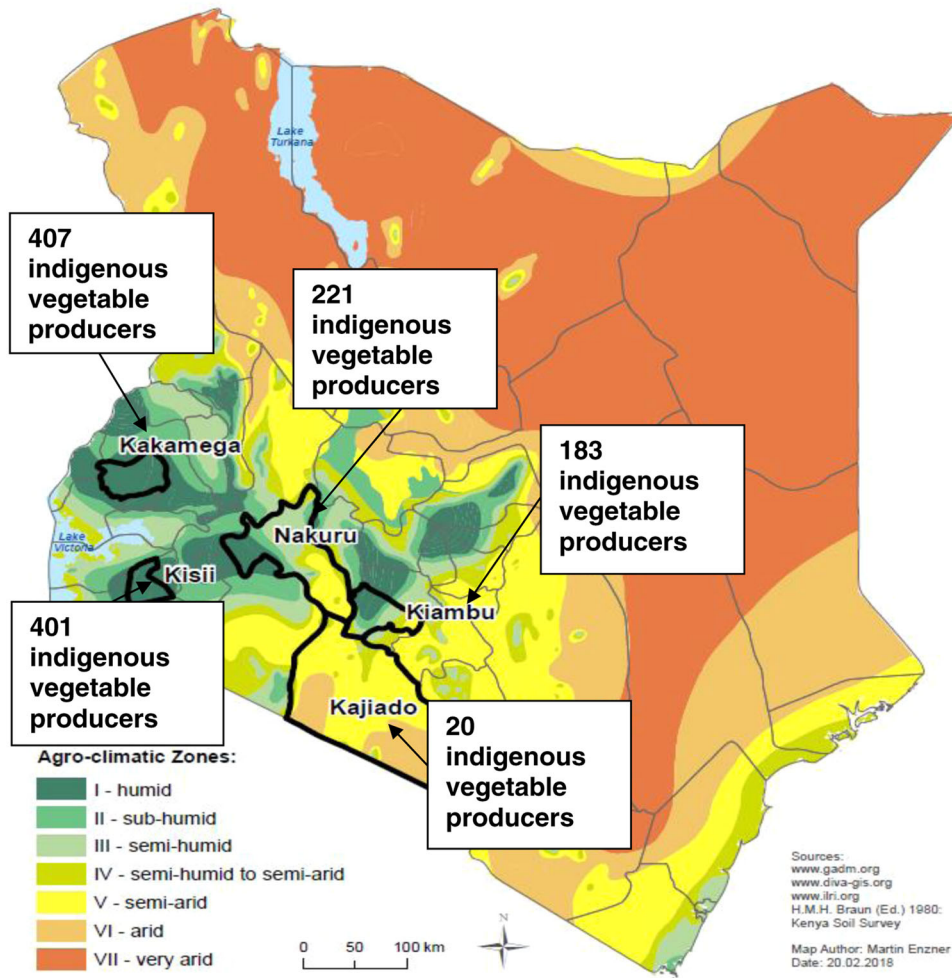 Lake
Turkana
407
indigenous
vegetable
producers
221
indigenous
vegetable
producers
Kakamega
183
indigenous
vegetable
producers
Nakuru
Lake
Victoria
Kisii
Kiambu
401
indigenous
vegetable
producers
Kajiado
20
indigenous
vegetable
producers
Agro-climatic Zones:
I - humid
II - sub-humid
III - semi-humid
IV - semi-humid to semi-arid
V - semi-arid
VI - arid
VII - very arid
0 50 100 km
N
Sources:
www.gadm.org
www.diva-gis.org
www.ilri.org
H.M.H. Braun (Ed.) 1980:
Kenya Soil Survey
Map Author: Martin Enzner
Date: 20.02.2018